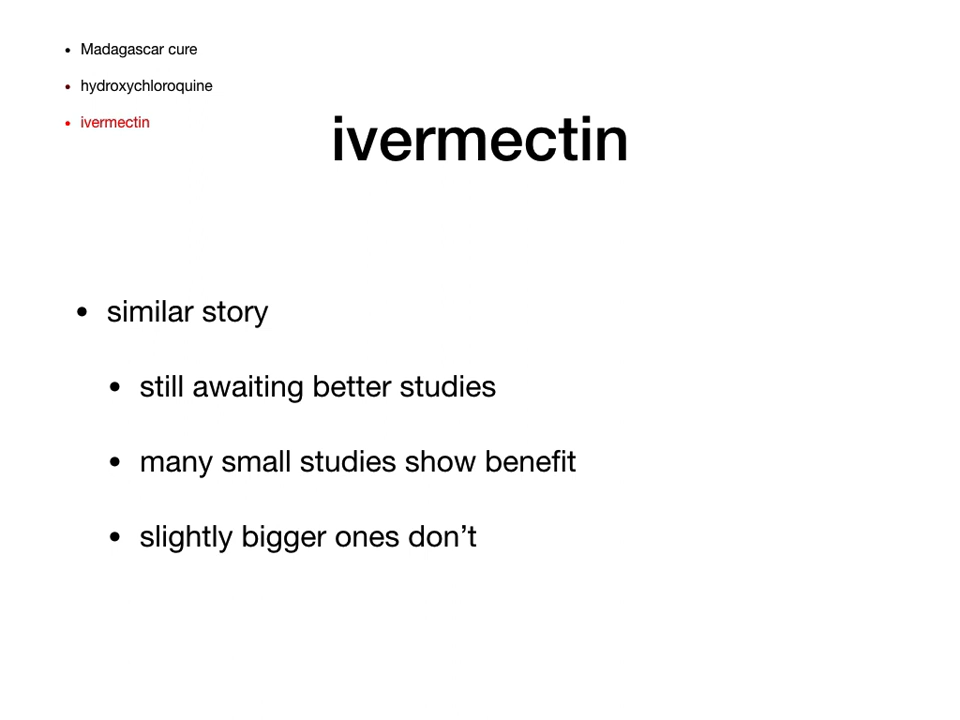 • Madagascar cure
• hydroxychloroquine
• ivermectin
ivermectin
• similar story
• still awaiting better studies
• many small studies show benefit
• slightly bigger ones don’t